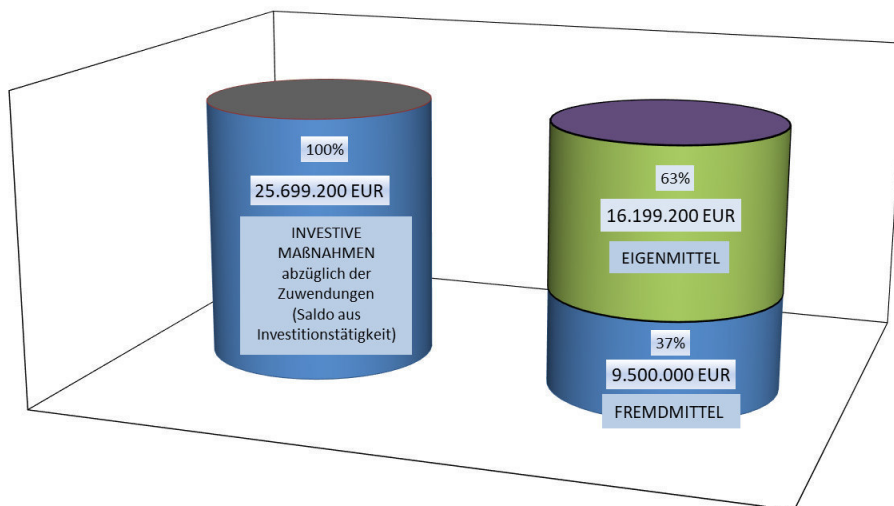 100%
25.699.200 EUR
INVESTIVE
MAßNAHMEN
abzüglich der
Zuwendungen
(Saldo aus
Investitionstätigkeit)
63%
16.199.200 EUR
EIGENMITTEL
37%
9.500.000 EUR
FREMDMITTEL